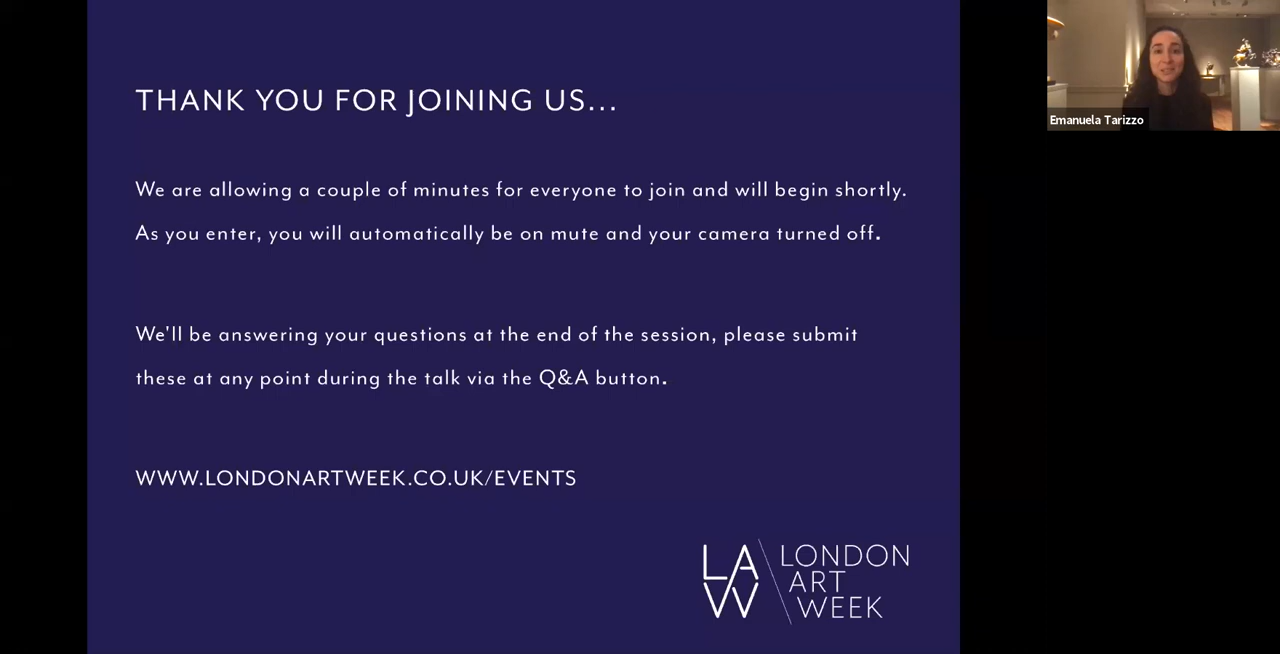 THANK YOU FOR JOINING US...
We are allowing a couple of minutes for everyone to join and will begin shortly.
As you enter, you will automatically be on mute and your camera turned off.
We'll be answering your questions at the end of the session, please submit
these at any point during the talk via the Q&A button.
WWW.LONDONARTWEEK.CO.UK/EVENTS
LA
W
LONDON
ART
WEEK
Emanuela Tarizzo